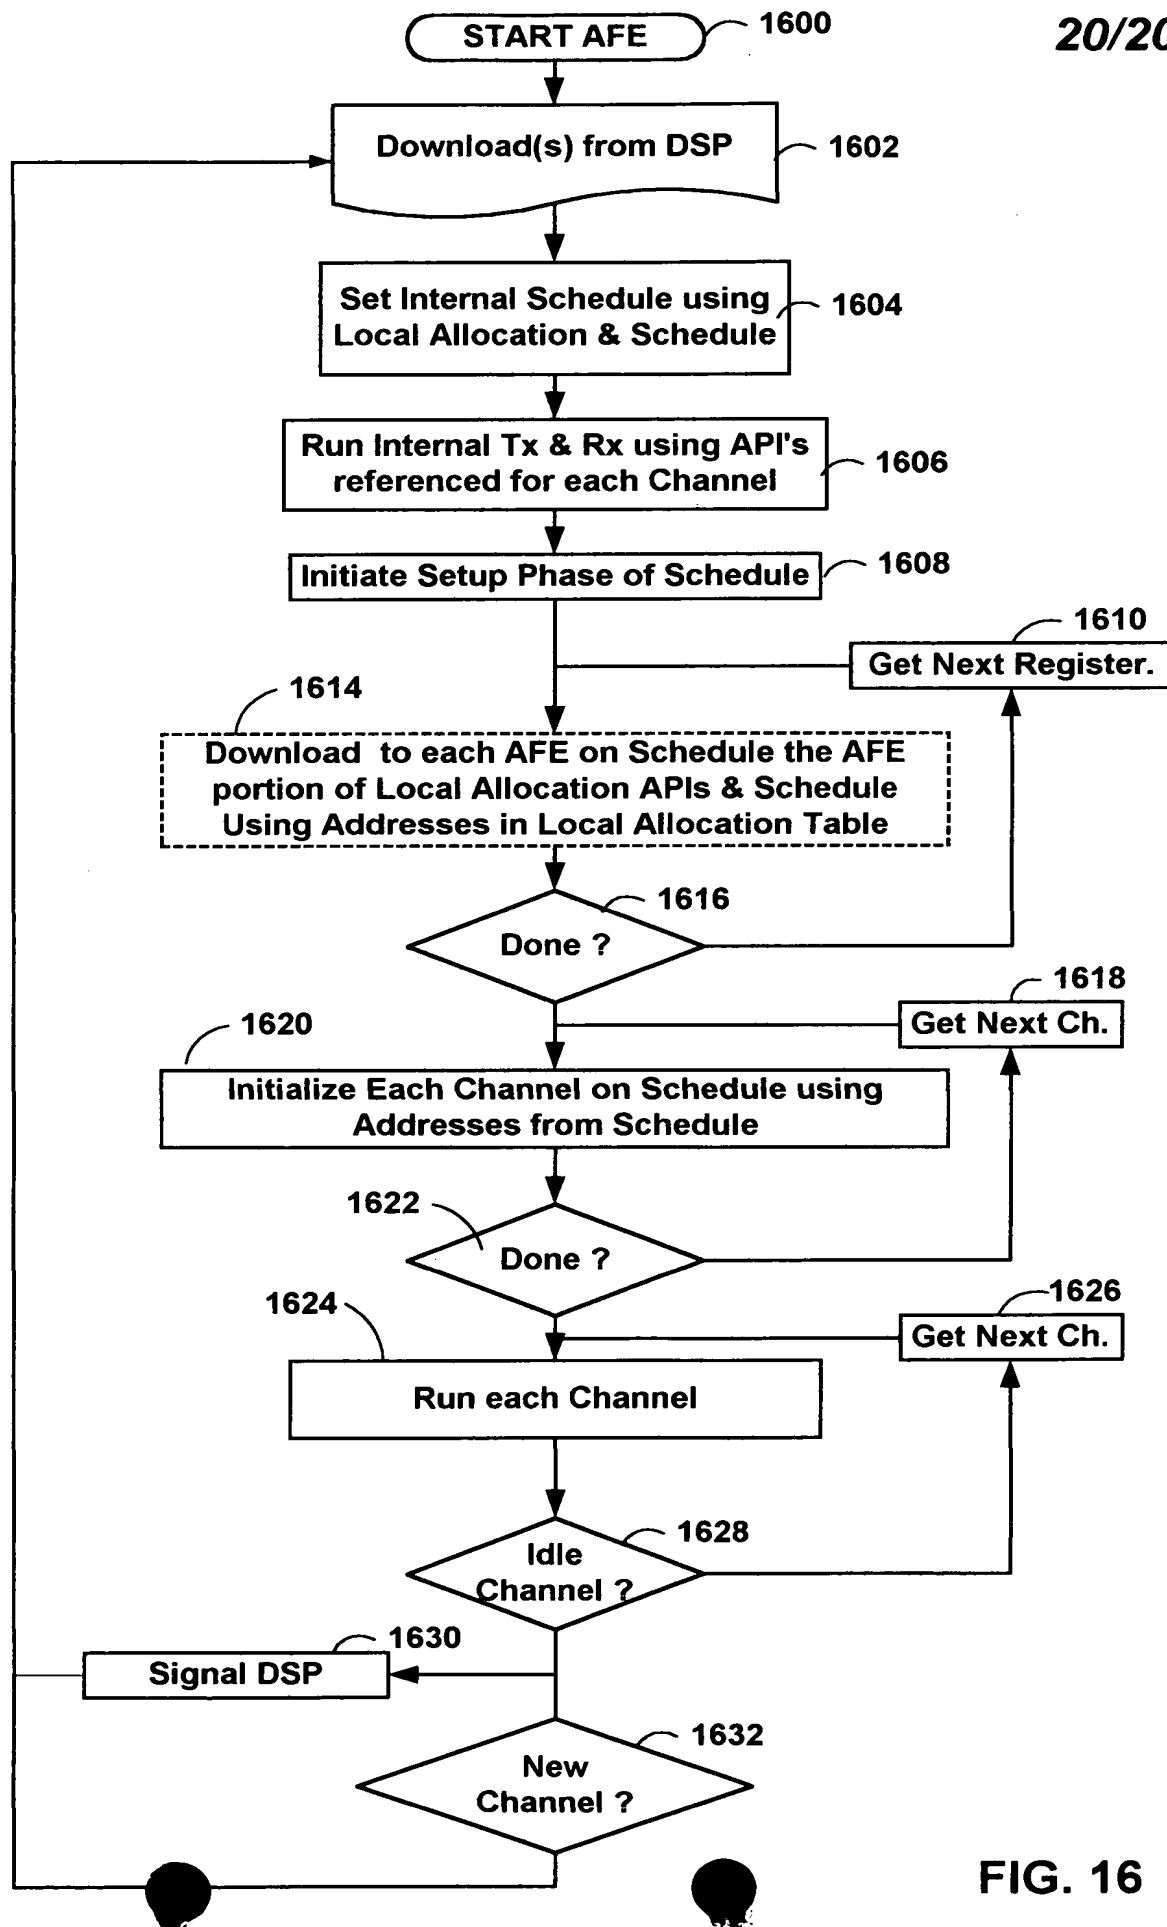 START AFE
1600
20/20
Download(s) from DSP
1602
Set Internal Schedule using
Local Allocation & Schedule
1604
Run Internal Tx & Rx using API's
referenced for each Channel
1606
Initiate Setup Phase of Schedule
1608
1610
Get Next Register.
1614
Download to each AFE on Schedule the AFE
portion of Local Allocation APIs & Schedule
Using Addresses in Local Allocation Table
1616
Done ?
1618
Get Next Ch.
1620
Initialize Each Channel on Schedule using
Addresses from Schedule
1622
Done ?
1624
1626
Get Next Ch.
Run each Channel
1628
Idle
Channel ?
1630
Signal DSP
1632
New
Channel ?
FIG. 16